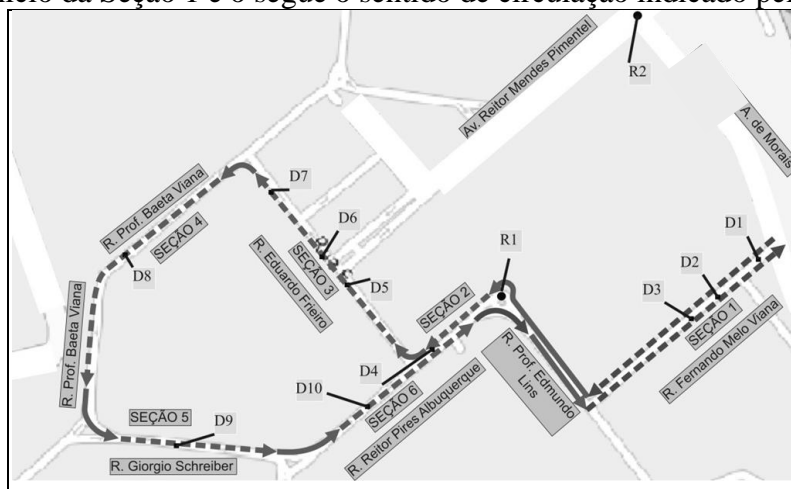 R2
Av. Reitor Mendes Pimentel
A. de Morais
D7
R. Prof. Baeta Viana
SEÇÃO 4
D6
D1
D8
SEÇÃO 3
R. Eduardo Frieiro
R1
D2
D5
D3
SEÇÃO 2
SEÇÃO 1
R. Fernando Melo Viana
R. Prof. Baeta Viana
D4
R. Prof. Edmundo
Lins
D10
SEÇÃO 6
R. Reitor Pires Albuquerque
SEÇÃO 5
D9
R. Giorgio Schreiber